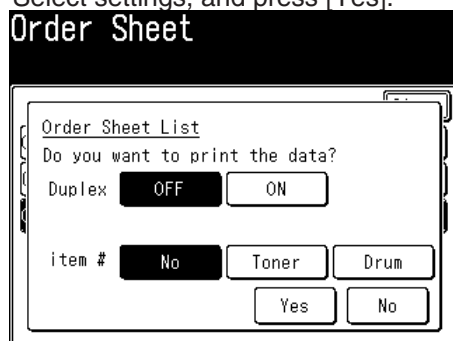 Select settings, and press [Yes].
Order Sheet
Order Sheet List
Do you want to print the data?
Duplex OFF ON
item # No Toner Drum
Yes No